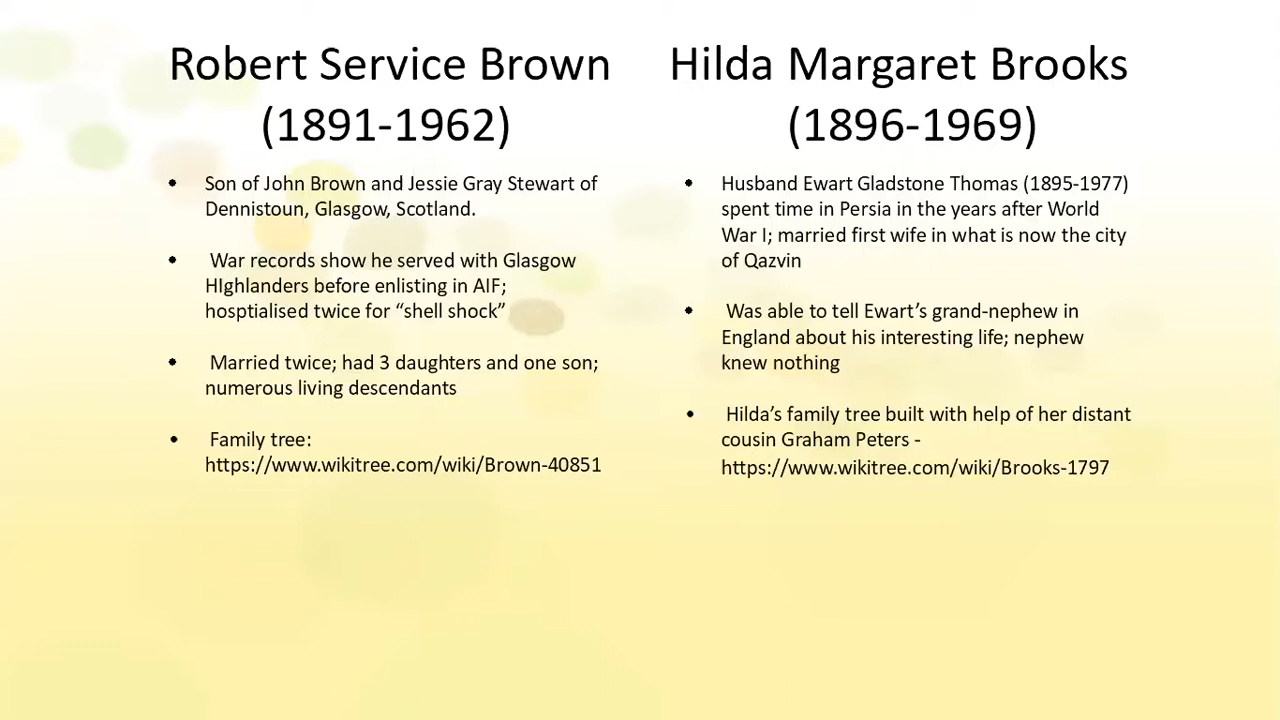 Robert Service Brown
(1891-1962)
• Son of John Brown and Jessie Gray Stewart of
Dennistoun, Glasgow, Scotland.
• War records show he served with Glasgow
HIghlanders before enlisting in AIF;
hosptialised twice for “shell shock”
• Married twice; had 3 daughters and one son;
numerous living descendants
• Family tree:
https://www.wikitree.com/wiki/Brown-40851
Hilda Margaret Brooks
(1896-1969)
• Husband Ewart Gladstone Thomas (1895-1977)
spent time in Persia in the years after World
War I; married first wife in what is now the city
of Qazvin
• Was able to tell Ewart’s grand-nephew in
England about his interesting life; nephew
knew nothing
• Hilda’s family tree built with help of her distant
cousin Graham Peters -
https://www.wikitree.com/wiki/Brooks-1797